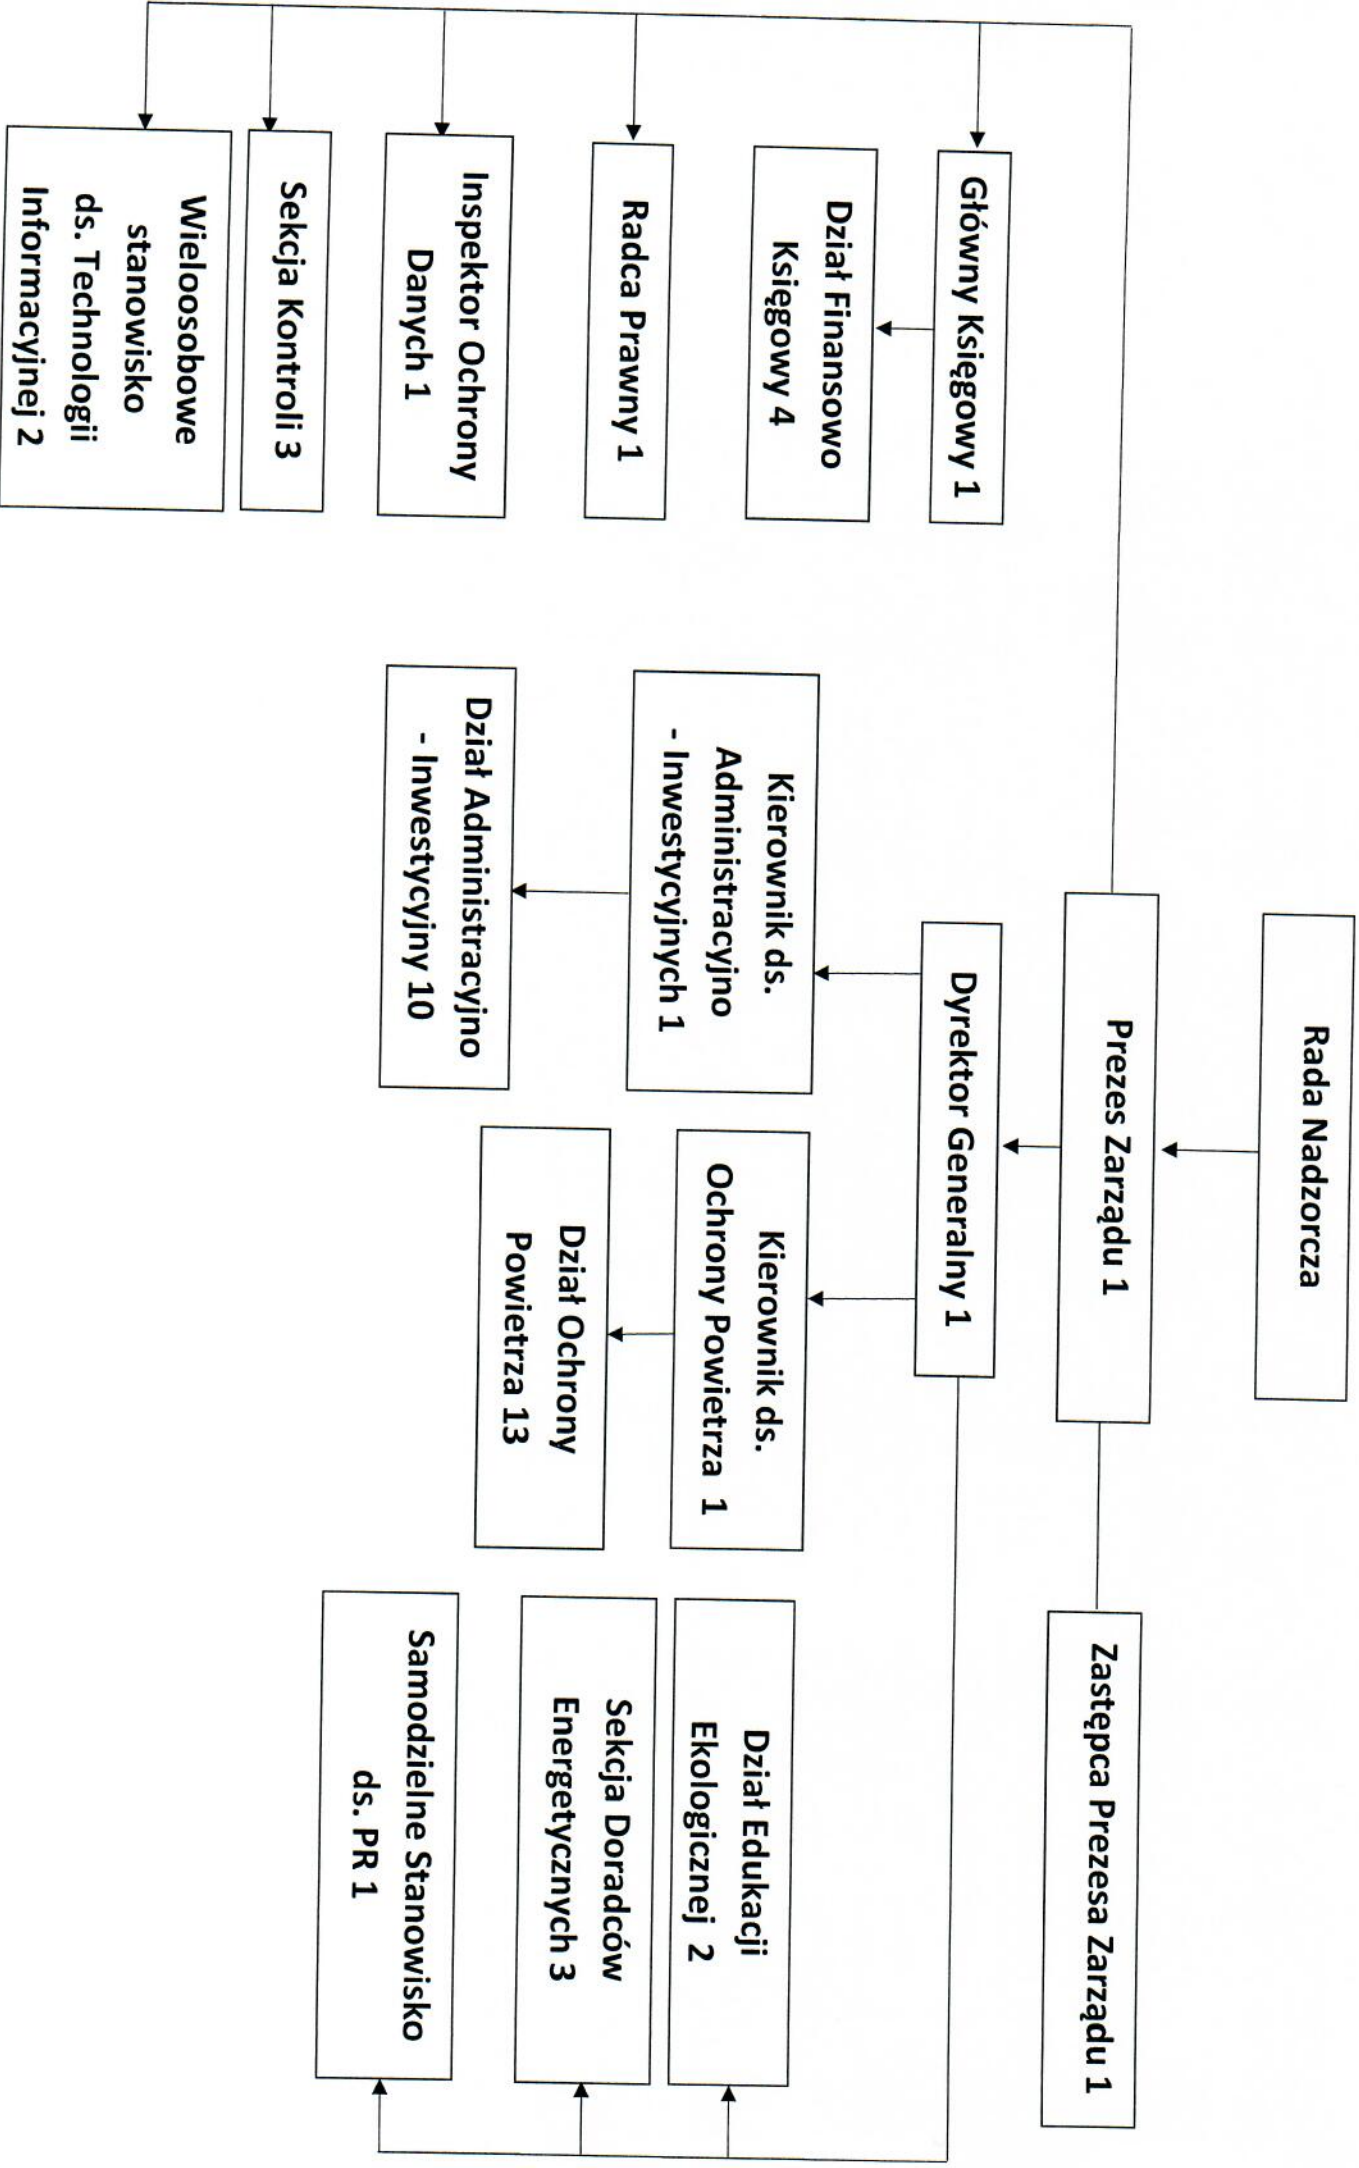 Rada Nadzorcza
Prezes Zarządu 1
Zastępca Prezesa Zarządu 1
Dyrektor Generalny 1
Główny Księgowy 1
Dział Finansowo
Księgowy 4
Radca Prawny 1
Inspektor Ochrony
Danych 1
Sekcja Kontroli 3
Wieloosobowe
stanowisko
ds. Technologii
Informacyjnej 2
Kierownik ds.
Administracyjno
- Inwestycyjnych 1
Dział Administracyjno
- Inwestycyjny 10
Kierownik ds.
Ochrony Powietrza 1
Dział Ochrony
Powietrza 13
Dział Edukacji
Ekologicznej 2
Sekcja Doradców
Energetycznych 3
Samodzielne Stanowisko
ds. PR 1